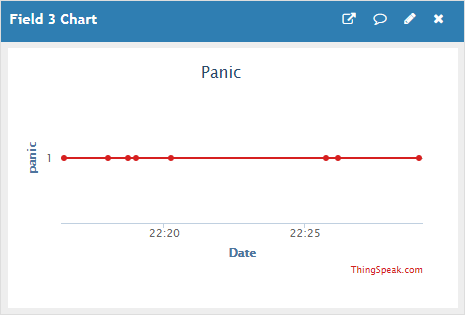 Field 3 Chart
Panic
panic
1
22:20
22:25
Date
ThingSpeak.com